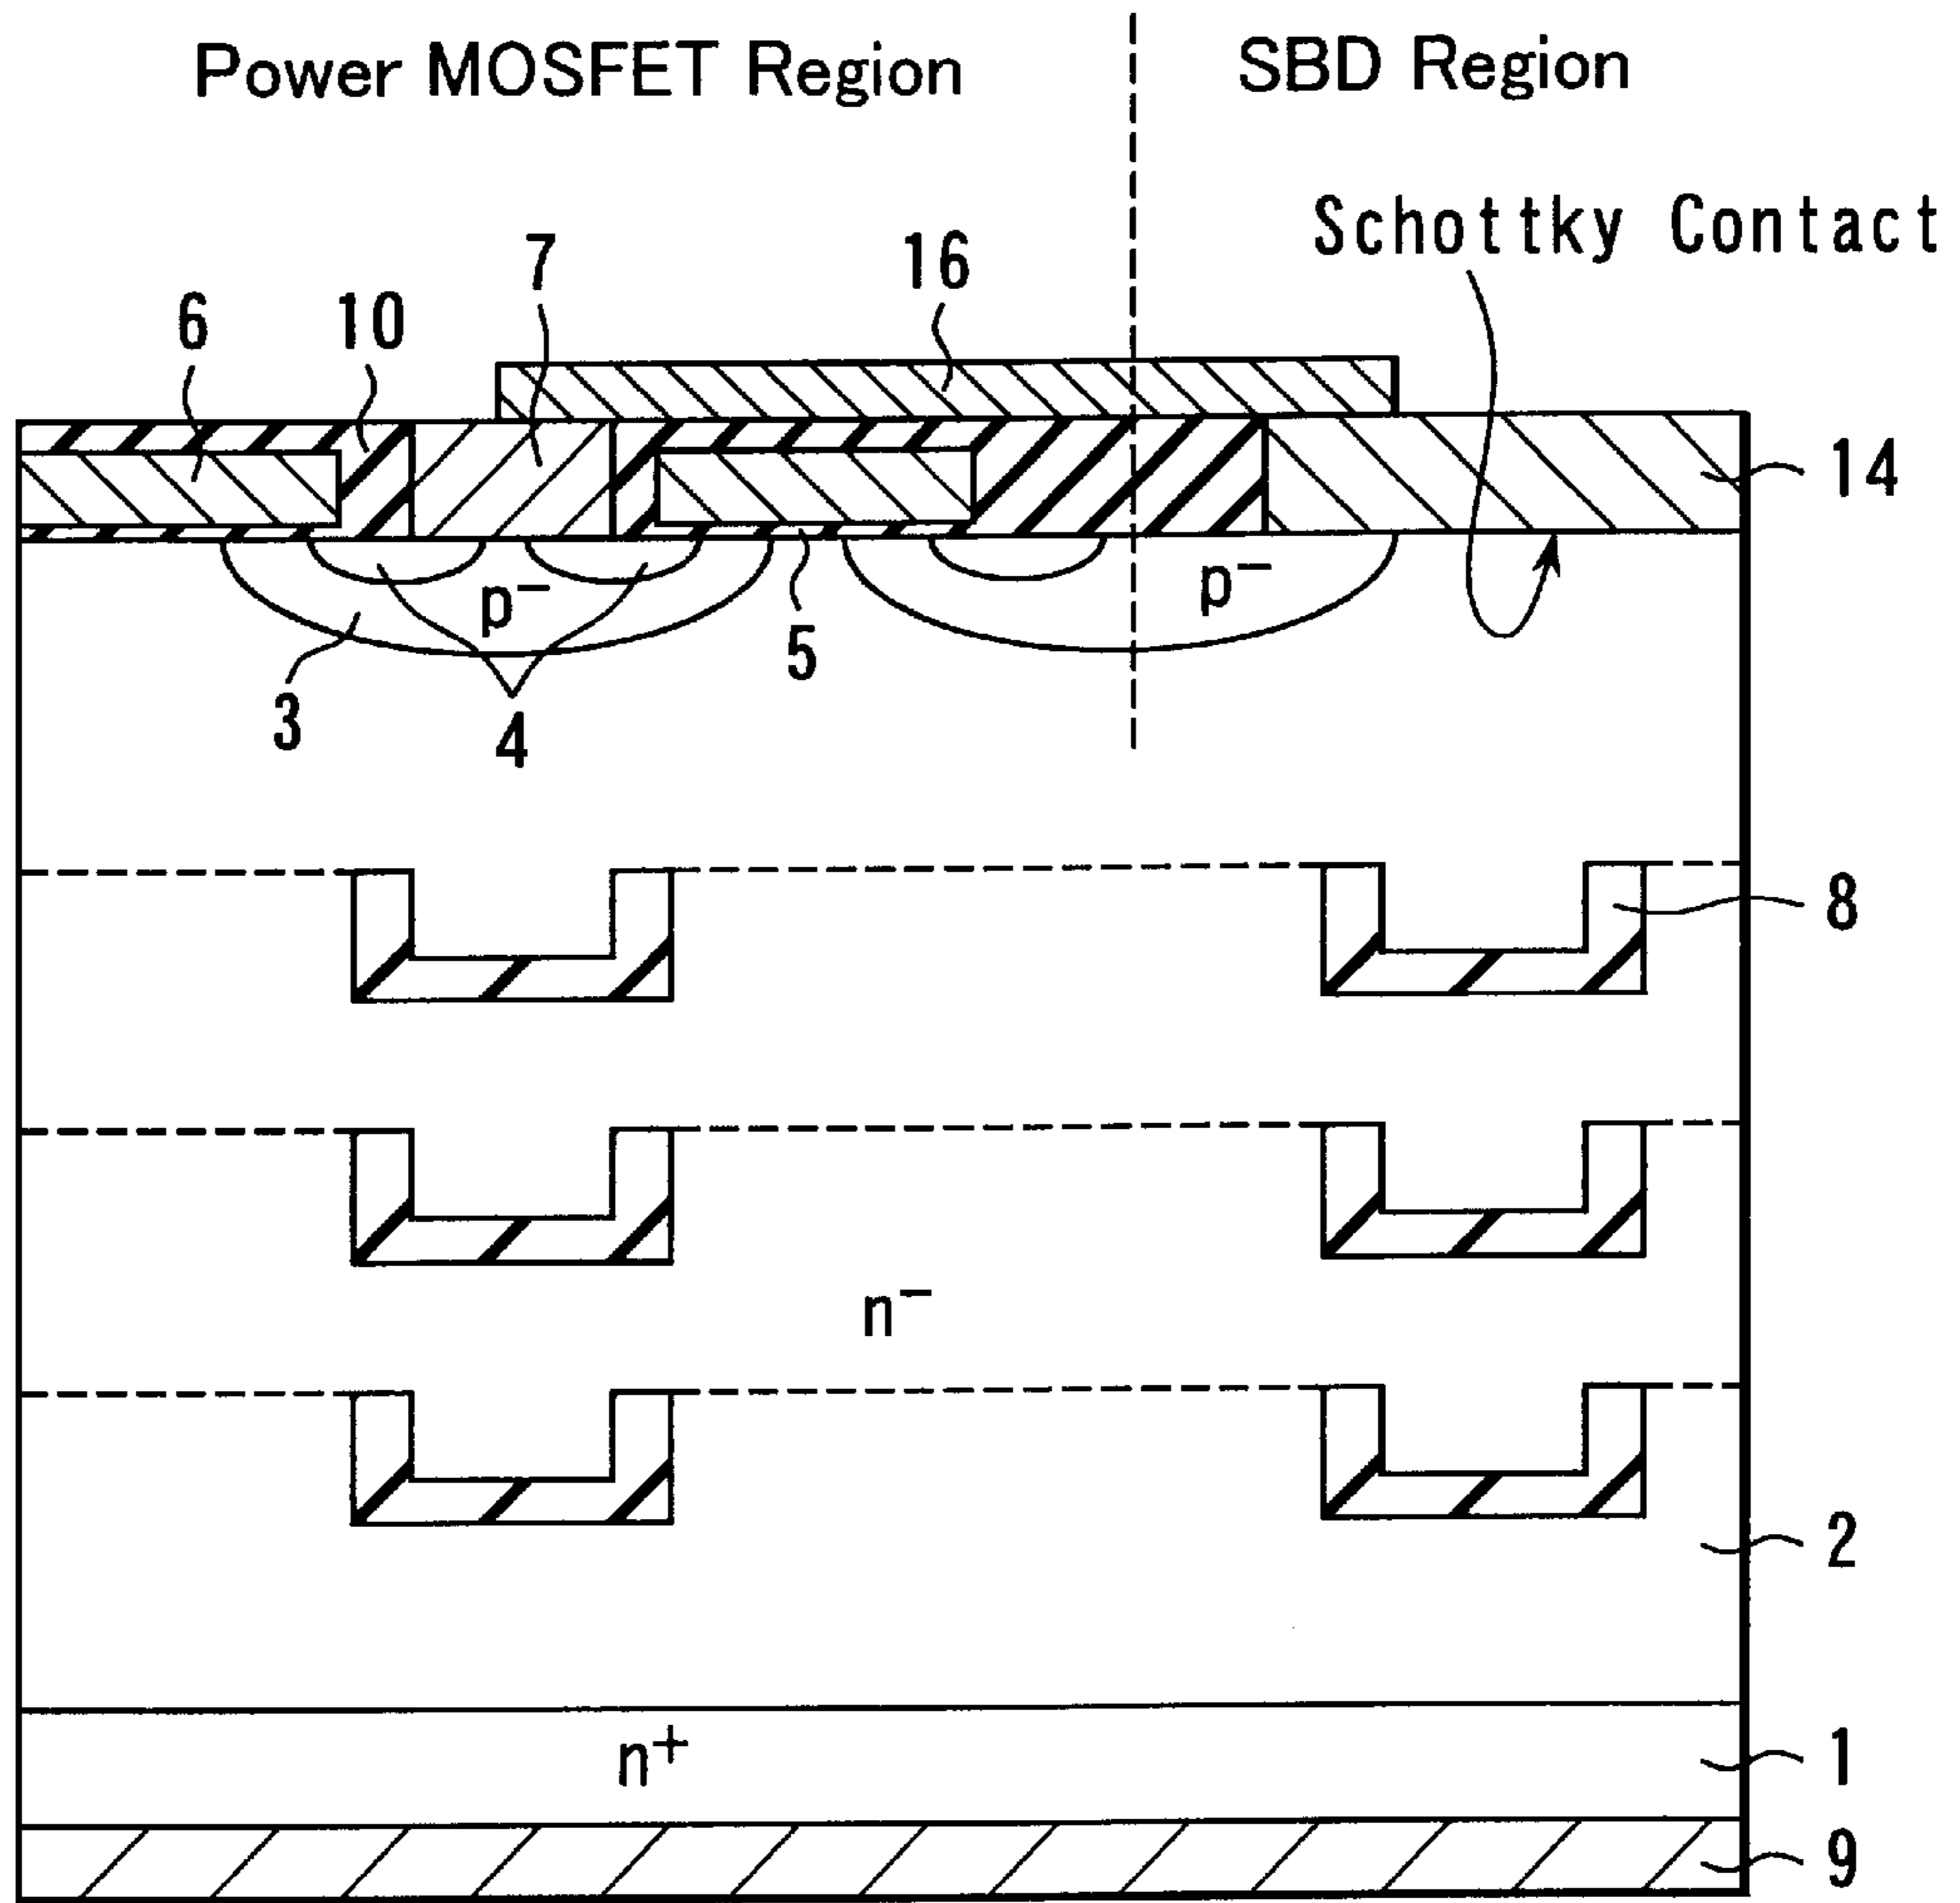 Power MOSFET Region
SBD Region
Schottky Contact
7
16
6
10
14
p⁻
p⁻
5
3
4
8
n⁻
2
n⁺
1
9